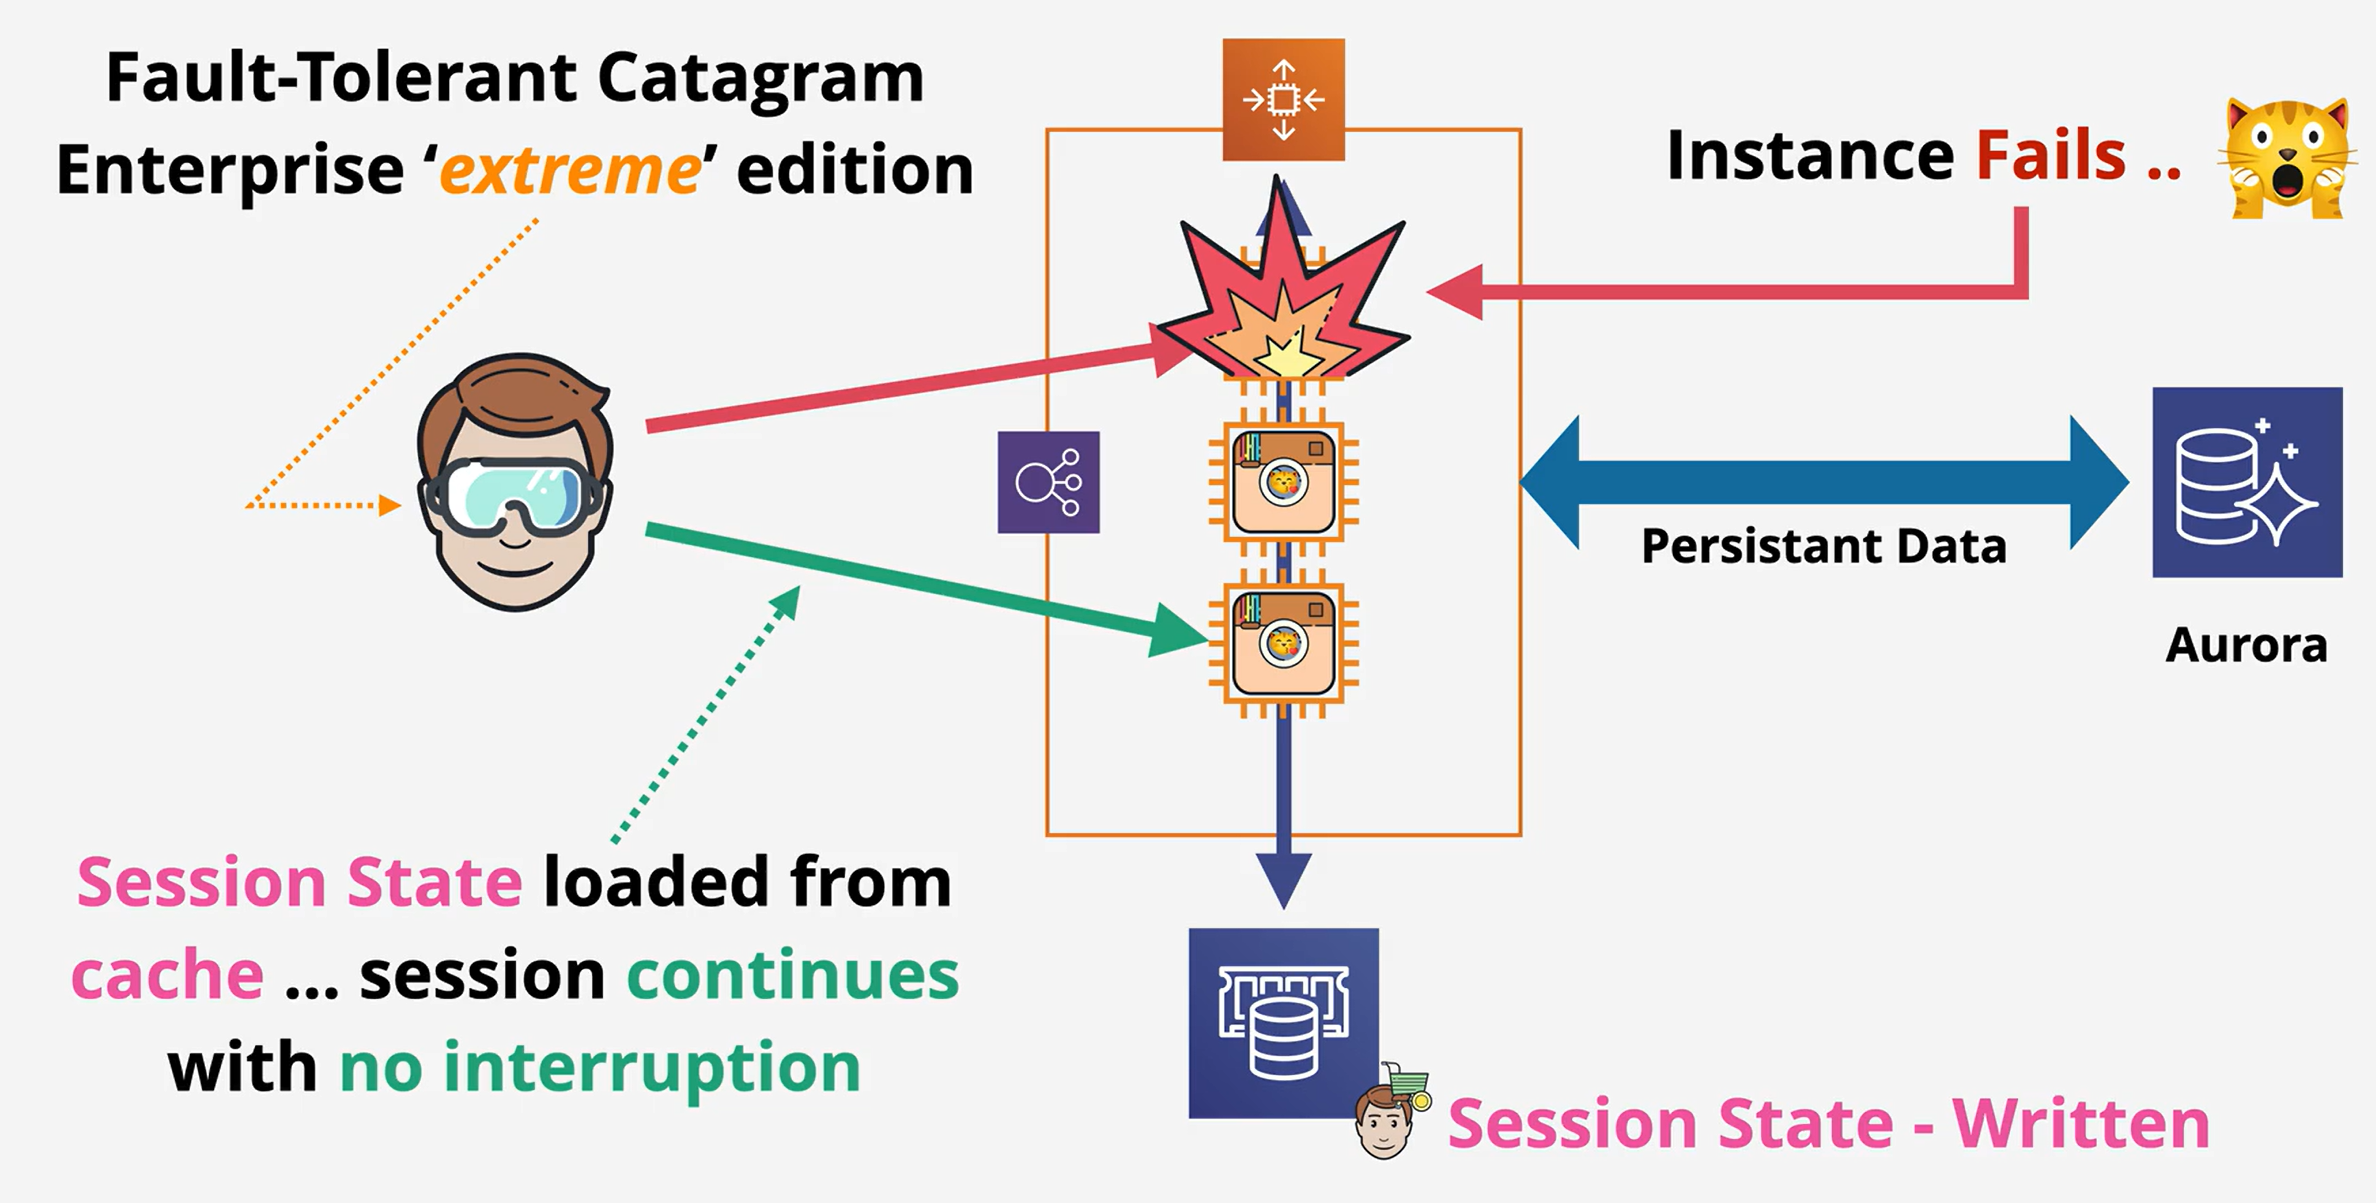 Fault-Tolerant Catagram
Enterprise ‘extreme’ edition
Instance Fails ..
Persistant Data
Aurora
Session State loaded from
cache ... session continues
with no interruption
Session State - Written